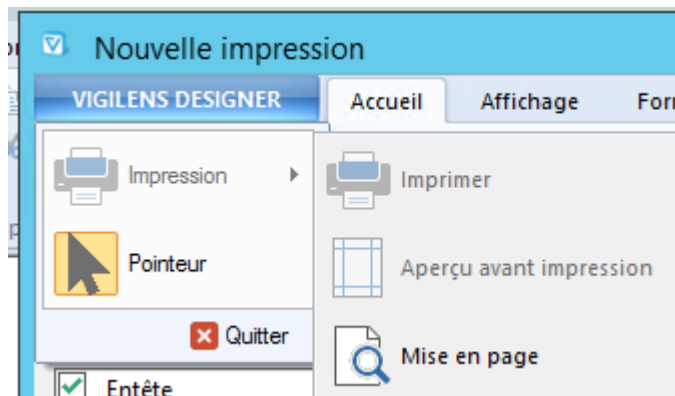 Nouvelle impression
VIGILENS DESIGNER Accueil Affichage
Impression
Imprimer
Pointeur
Aperçu avant impression
Quitter
Mise en page
Entête